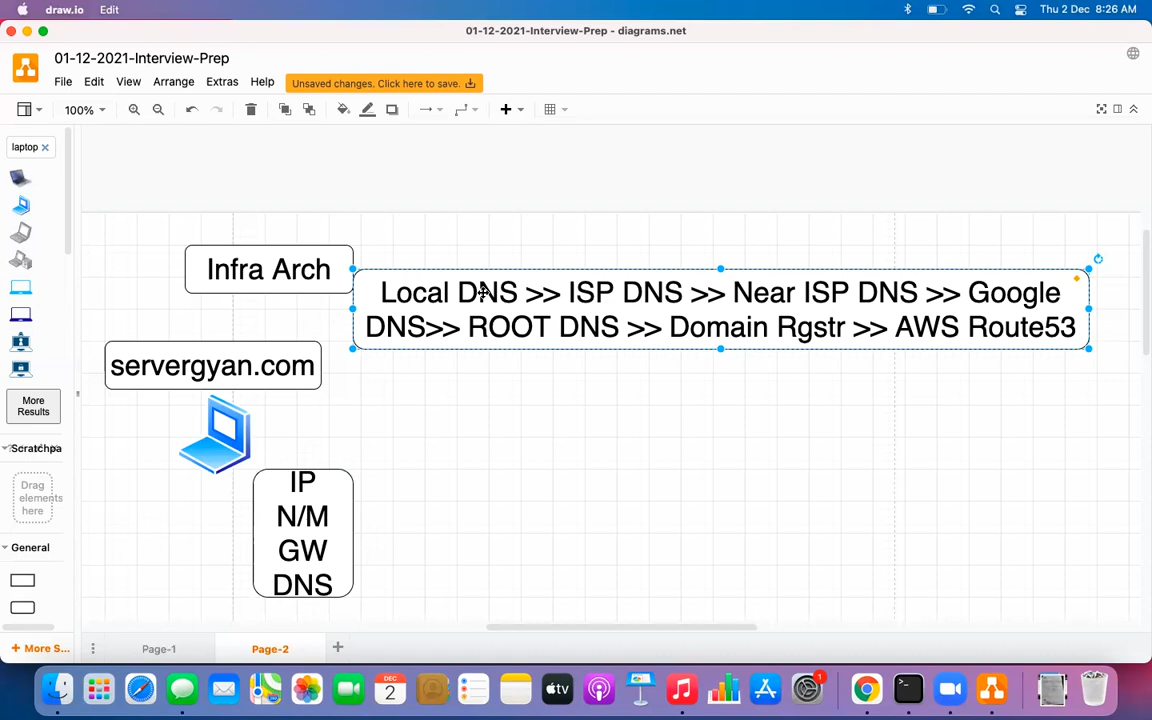 draw.io Edit Thu 2 Dec 8:26 AM
01-12-2021-Interview-Prep - diagrams.net
01-12-2021-Interview-Prep
File Edit View Arrange Extras Help Unsaved changes. Click here to save.
100%
laptop
Infra Arch
Local DNS >> ISP DNS >> Near ISP DNS >> Google
DNS>> ROOT DNS >> Domain Rgstr >> AWS Route53
servergyan.com
More
Results
Scratchpa
Drag
elements
here
IP
N/M
GW
DNS
General
+ More S...
Page-1 Page-2
DEC
2
tv
1